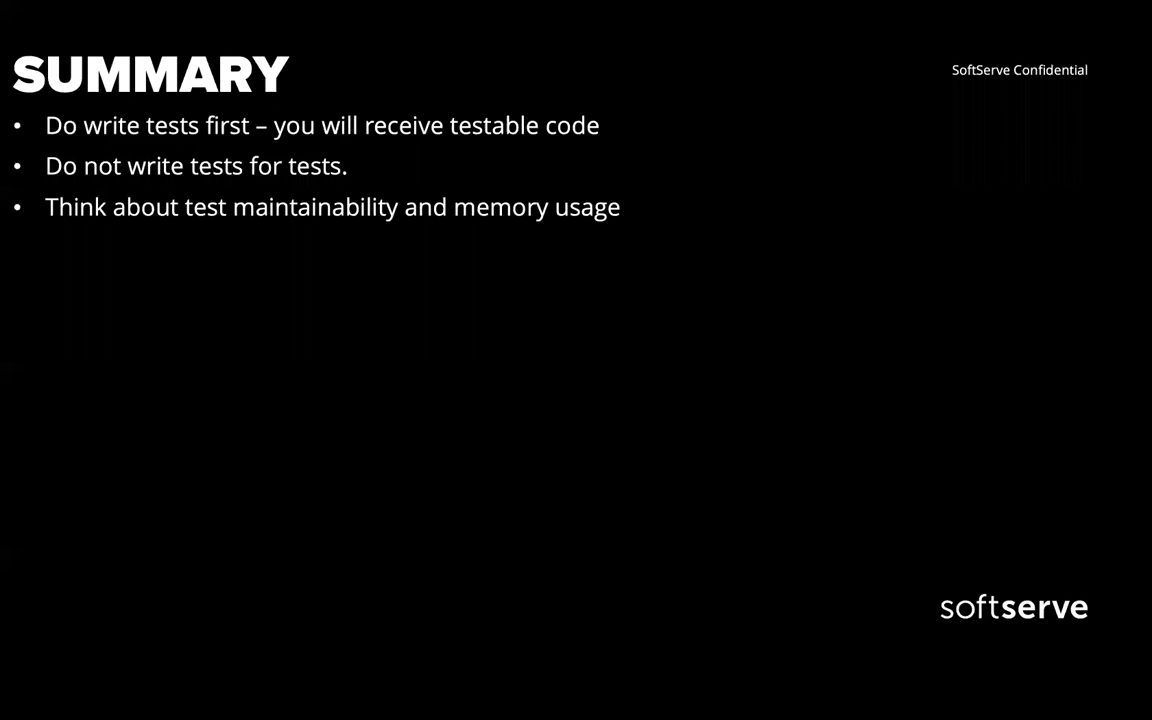 SUMMARY
SoftServe Confidential
• Do write tests first – you will receive testable code
• Do not write tests for tests.
• Think about test maintainability and memory usage
softserve